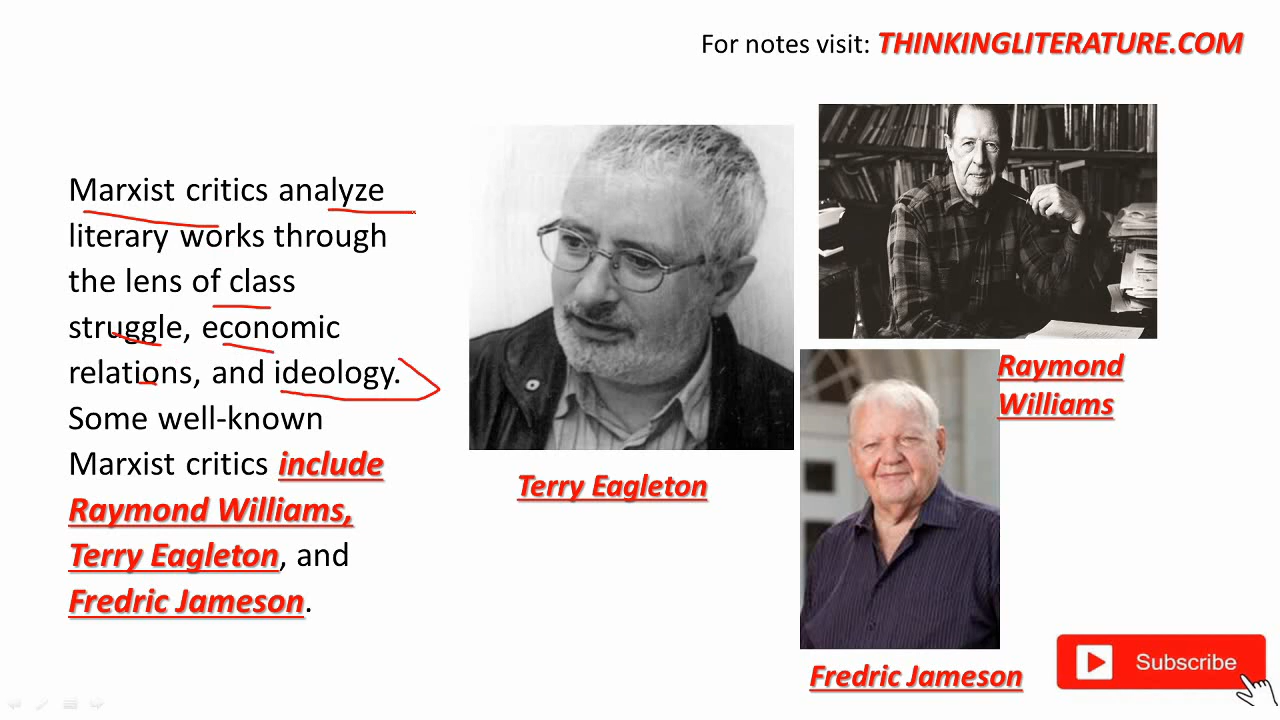 For notes visit: THINKINGLITERATURE.COM
Marxist critics analyze
literary works through
the lens of class
struggle, economic
relations, and ideology.
Some well-known
Marxist critics include
Raymond Williams,
Terry Eagleton, and
Fredric Jameson.
Terry Eagleton
Raymond
Williams
Fredric Jameson
Subscribe